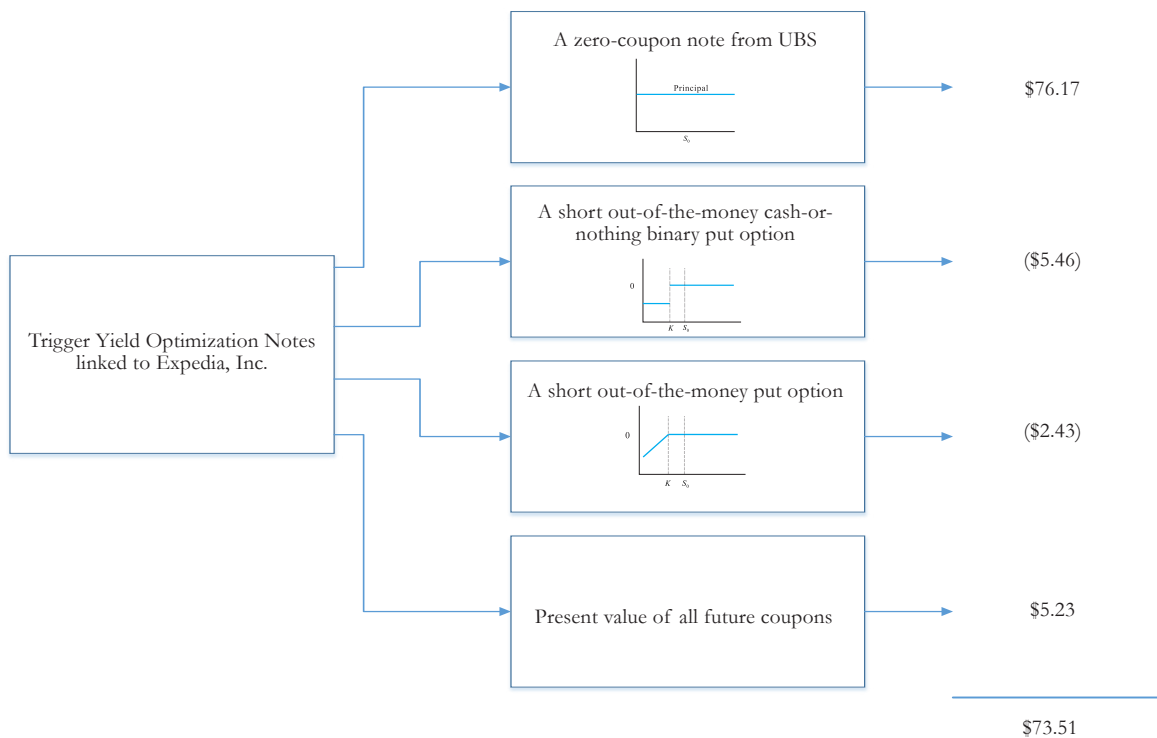 A zero-coupon note from UBS
Principal
S₀
$76.17
A short out-of-the-money cash-or-
nothing binary put option
0
K S₀
($5.46)
Trigger Yield Optimization Notes
linked to Expedia, Inc.
A short out-of-the-money put option
0
K S₀
($2.43)
Present value of all future coupons
$5.23
$73.51